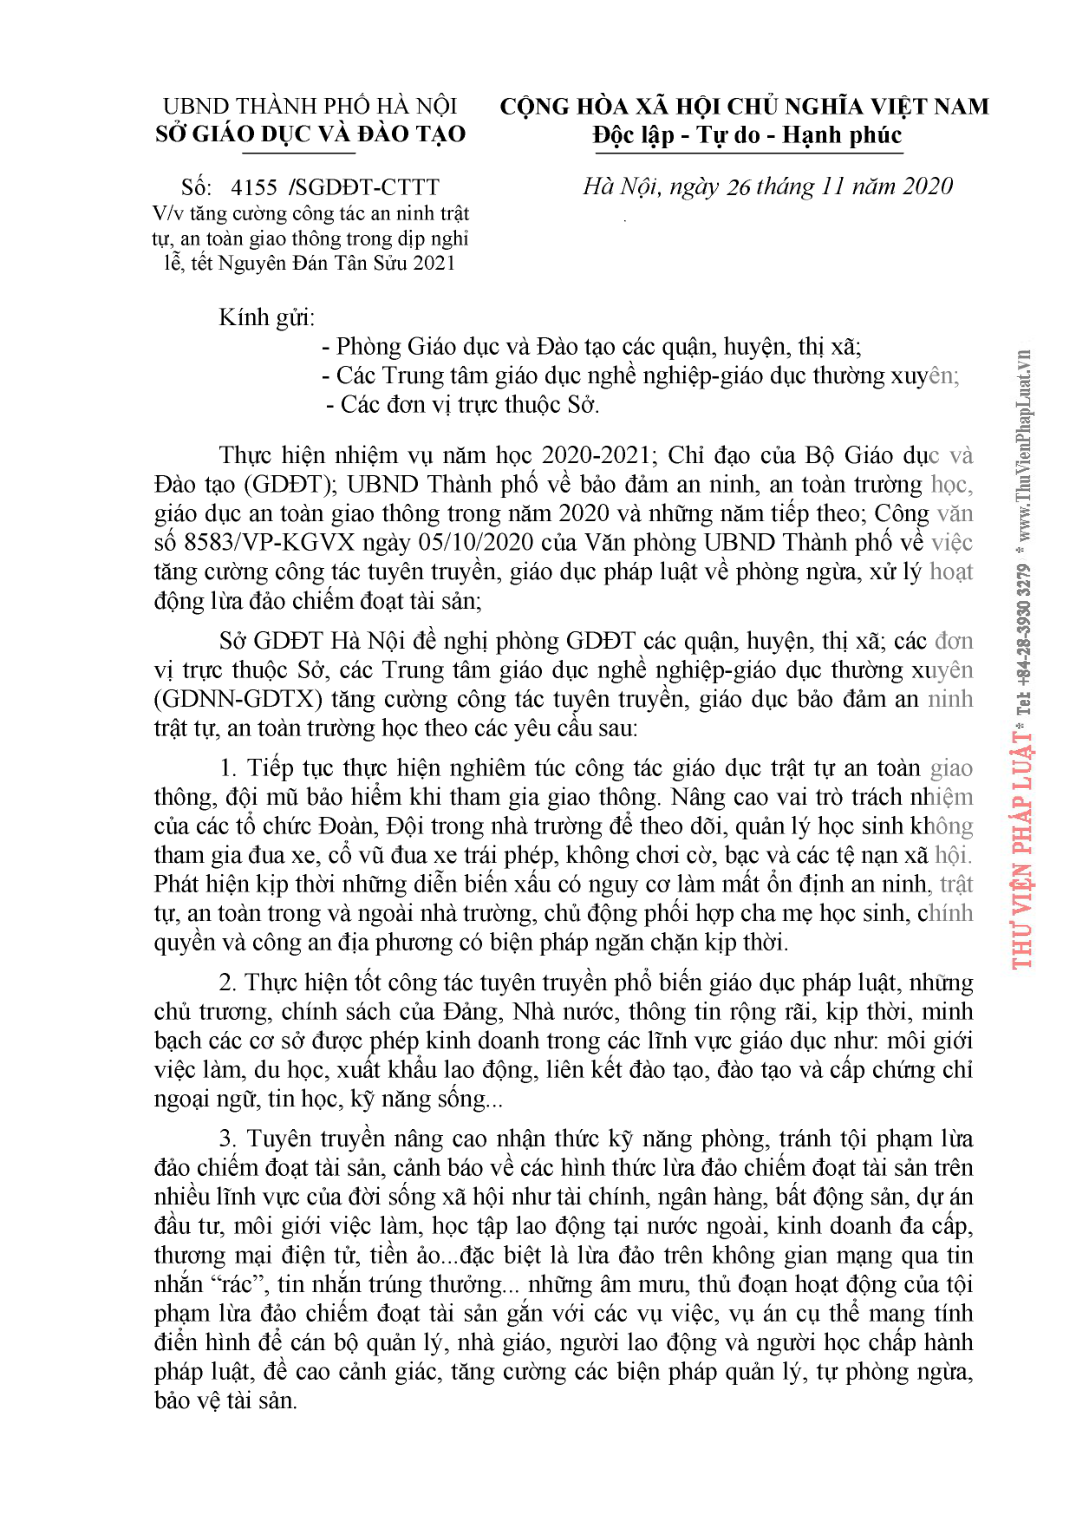 UBND THÀNH PHỐ HÀ NỘI
SỞ GIÁO DỤC VÀ ĐÀO TẠO
CỘNG HÒA XÃ HỘI CHỦ NGHĨA VIỆT NAM
Độc lập - Tự do - Hạnh phúc
Số: 4155 /SGDĐT-CTTT
V/v tăng cường công tác an ninh trật
tự, an toàn giao thông trong dịp nghỉ
lễ, tết Nguyên Đán Tân Sửu 2021
Hà Nội, ngày 26 tháng 11 năm 2020
Kính gửi:
- Phòng Giáo dục và Đào tạo các quận, huyện, thị xã;
- Các Trung tâm giáo dục nghề nghiệp-giáo dục thường xuyên;
- Các đơn vị trực thuộc Sở.
Thực hiện nhiệm vụ năm học 2020-2021; Chỉ đạo của Bộ Giáo dục và
Đào tạo (GDĐT); UBND Thành phố về bảo đảm an ninh, an toàn trường học,
giáo dục an toàn giao thông trong năm 2020 và những năm tiếp theo; Công văn
số 8583/VP-KGVX ngày 05/10/2020 của Văn phòng UBND Thành phố về việc
tăng cường công tác tuyên truyền, giáo dục pháp luật về phòng ngừa, xử lý hoạt
động lừa đảo chiếm đoạt tài sản;
Sở GDĐT Hà Nội đề nghị phòng GDĐT các quận, huyện, thị xã; các đơn
vị trực thuộc Sở, các Trung tâm giáo dục nghề nghiệp-giáo dục thường xuyên
(GDNN-GDTX) tăng cường công tác tuyên truyền, giáo dục bảo đảm an ninh
trật tự, an toàn trường học theo các yêu cầu sau:
1. Tiếp tục thực hiện nghiêm túc công tác giáo dục trật tự an toàn giao
thông, đội mũ bảo hiểm khi tham gia giao thông. Nâng cao vai trò trách nhiệm
của các tổ chức Đoàn, Đội trong nhà trường để theo dõi, quản lý học sinh không
tham gia đua xe, cổ vũ đua xe trái phép, không chơi cờ, bạc và các tệ nạn xã hội.
Phát hiện kịp thời những diễn biến xấu có nguy cơ làm mất ổn định an ninh, trật
tự, an toàn trong và ngoài nhà trường, chủ động phối hợp cha mẹ học sinh, chính
quyền và công an địa phương có biện pháp ngăn chặn kịp thời.
2. Thực hiện tốt công tác tuyên truyền phổ biến giáo dục pháp luật, những
chủ trương, chính sách của Đảng, Nhà nước, thông tin rộng rãi, kịp thời, minh
bạch các cơ sở được phép kinh doanh trong các lĩnh vực giáo dục như: môi giới
việc làm, du học, xuất khẩu lao động, liên kết đào tạo, đào tạo và cấp chứng chỉ
ngoại ngữ, tin học, kỹ năng sống...
3. Tuyên truyền nâng cao nhận thức kỹ năng phòng, tránh tội phạm lừa
đảo chiếm đoạt tài sản, cảnh báo về các hình thức lừa đảo chiếm đoạt tài sản trên
nhiều lĩnh vực của đời sống xã hội như tài chính, ngân hàng, bất động sản, dự án
đầu tư, môi giới việc làm, học tập lao động tại nước ngoài, kinh doanh đa cấp,
thương mại điện tử, tiền ảo...đặc biệt là lừa đảo trên không gian mạng qua tin
nhắn “rác”, tin nhắn trúng thưởng... những âm mưu, thủ đoạn hoạt động của tội
phạm lừa đảo chiếm đoạt tài sản gắn với các vụ việc, vụ án cụ thể mang tính
điển hình để cán bộ quản lý, nhà giáo, người lao động và người học chấp hành
pháp luật, đề cao cảnh giác, tăng cường các biện pháp quản lý, tự phòng ngừa,
bảo vệ tài sản.
THƯ VIỆN PHÁP LUẬT* Tel: +84-28-3930 3279 * www.ThuVienPhapLuat.vn